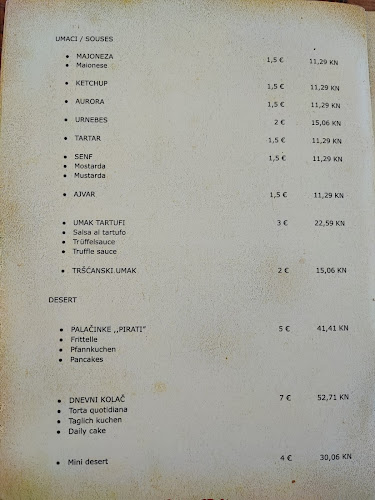 UMACI / SOUSES
• MAJONEZA 1,5 € 11,29 KN
• Maionese
• KETCHUP 1,5 € 11,29 KN
• AURORA 1,5 € 11,29 KN
• URNEBES 2 € 15,06 KN
• TARTAR 1,5 € 11,29 KN
• SENF 1,5 € 11,29 KN
• Mostarda
• Mustarda
• AJVAR 1,5 € 11,29 KN
• UMAK TARTUFI 3 € 22,59 KN
• Salsa al tartufo
• Trüffelsauce
• Truffle sauce
• TRŠĆANSKI UMAK 2 € 15,06 KN
DESERT
• PALAČINKE ,,PIRATI" 5 € 41,41 KN
• Frittelle
• Pfannkuchen
• Pancakes
• DNEVNI KOLAČ 7 € 52,71 KN
• Torta quotidiana
• Taglich kuchen
• Daily cake
• Mini desert 4 € 30,06 KN